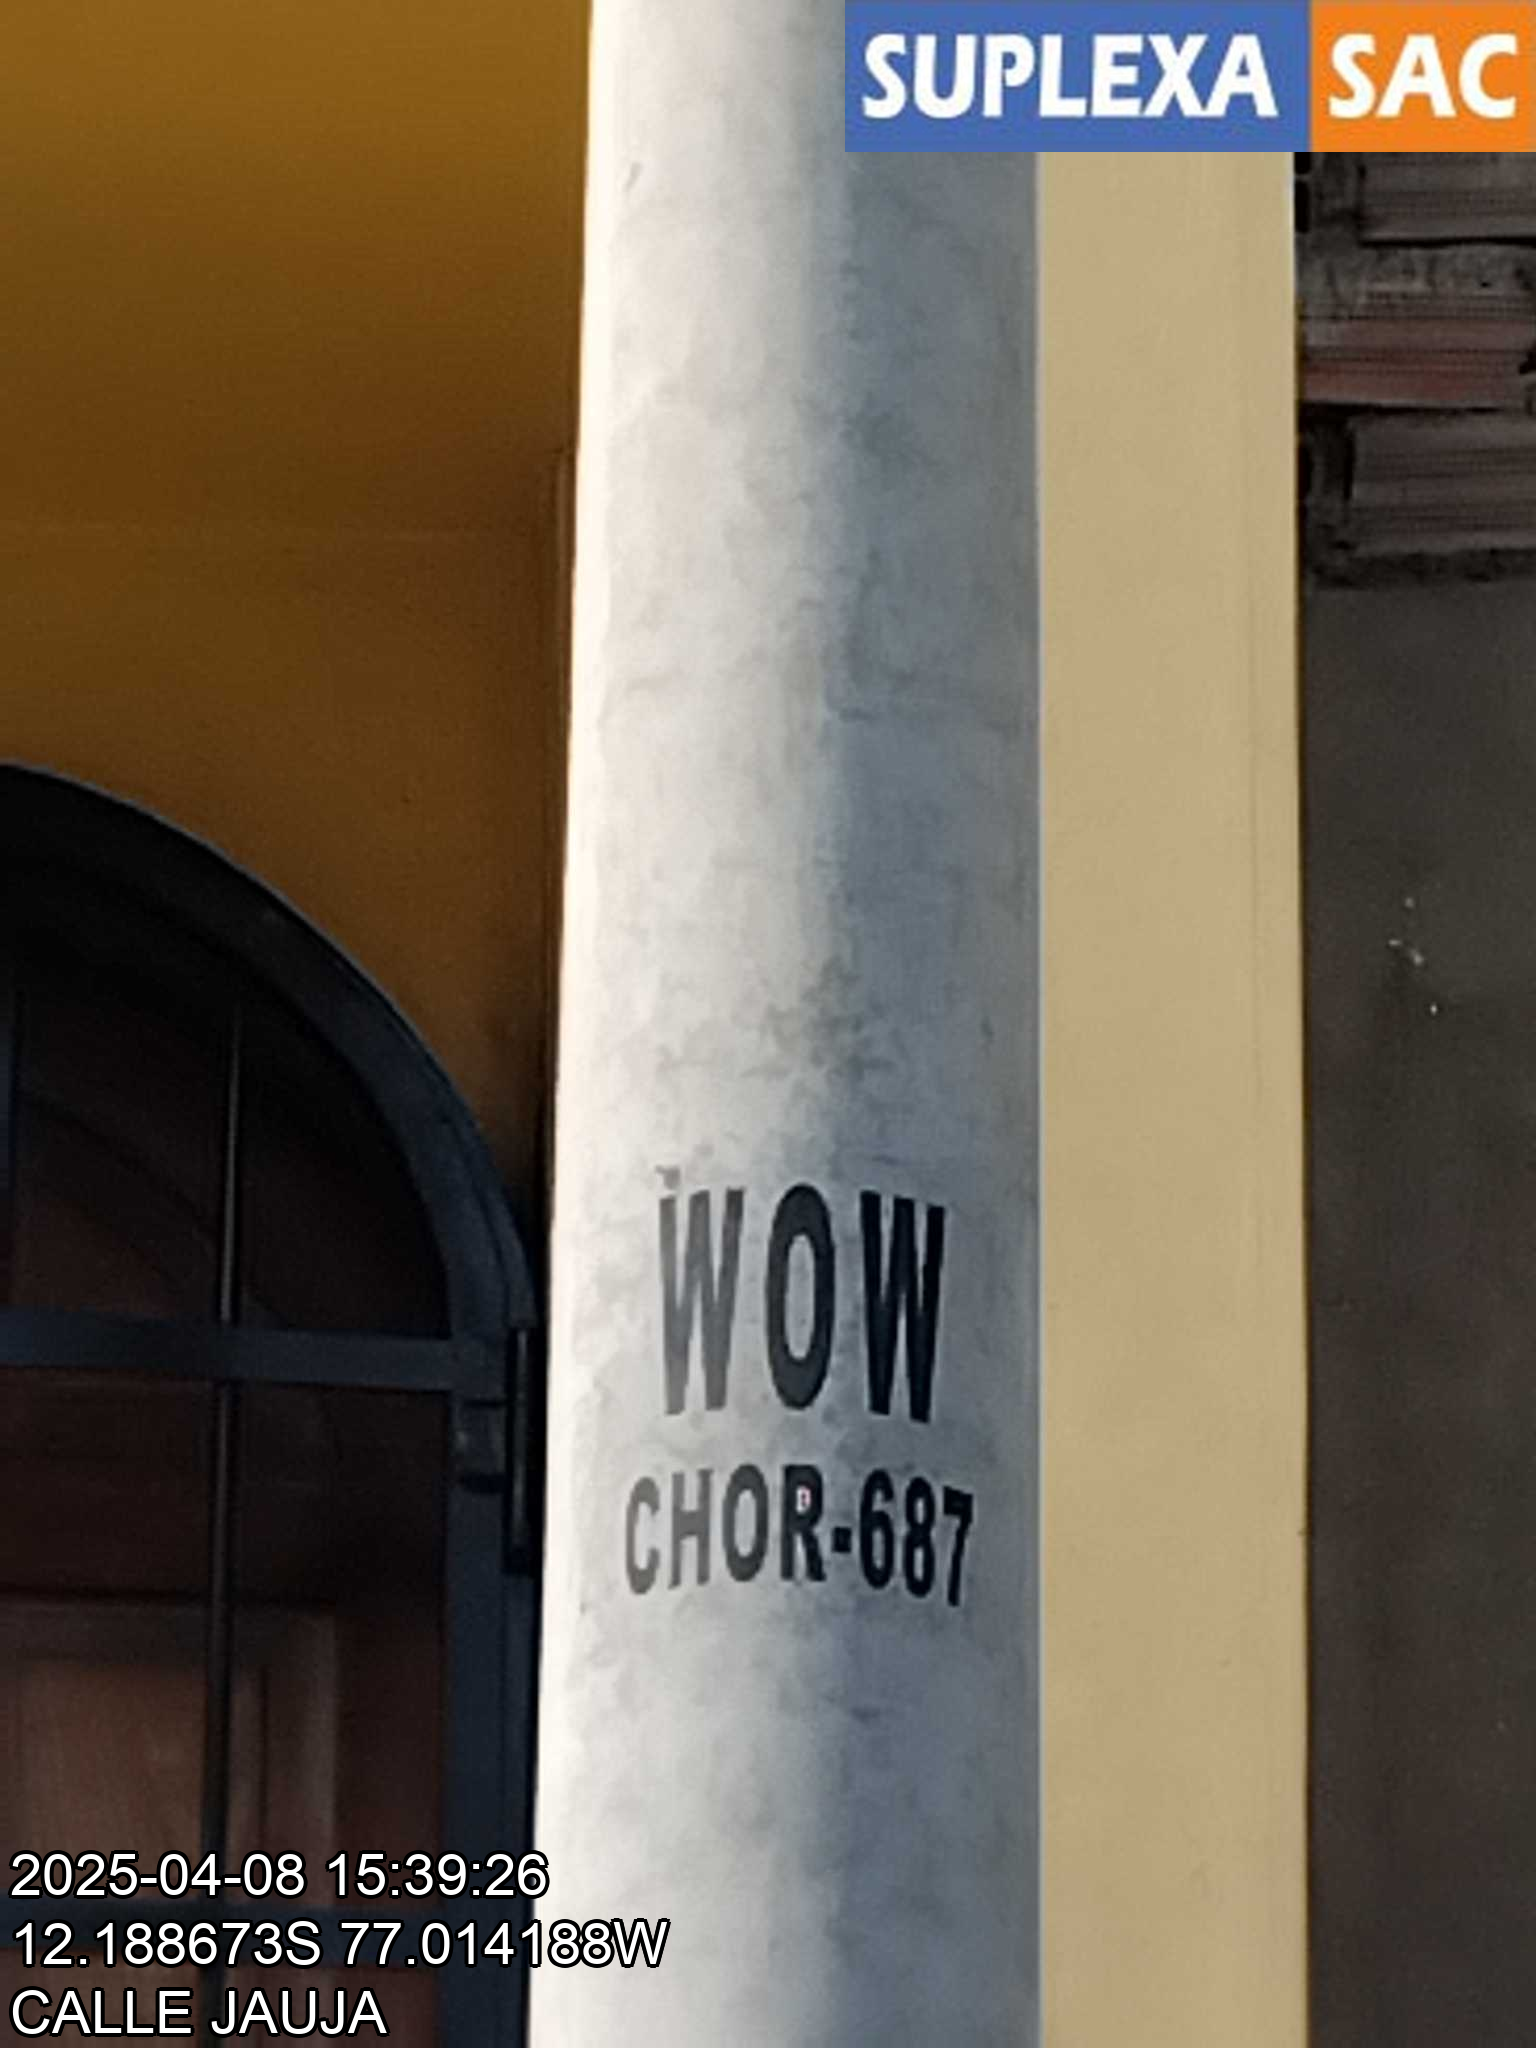 SUPLEXA SAC
WOW
CHOR-687
2025-04-08 15:39:26
12.188673S 77.014188W
CALLE JAUJA